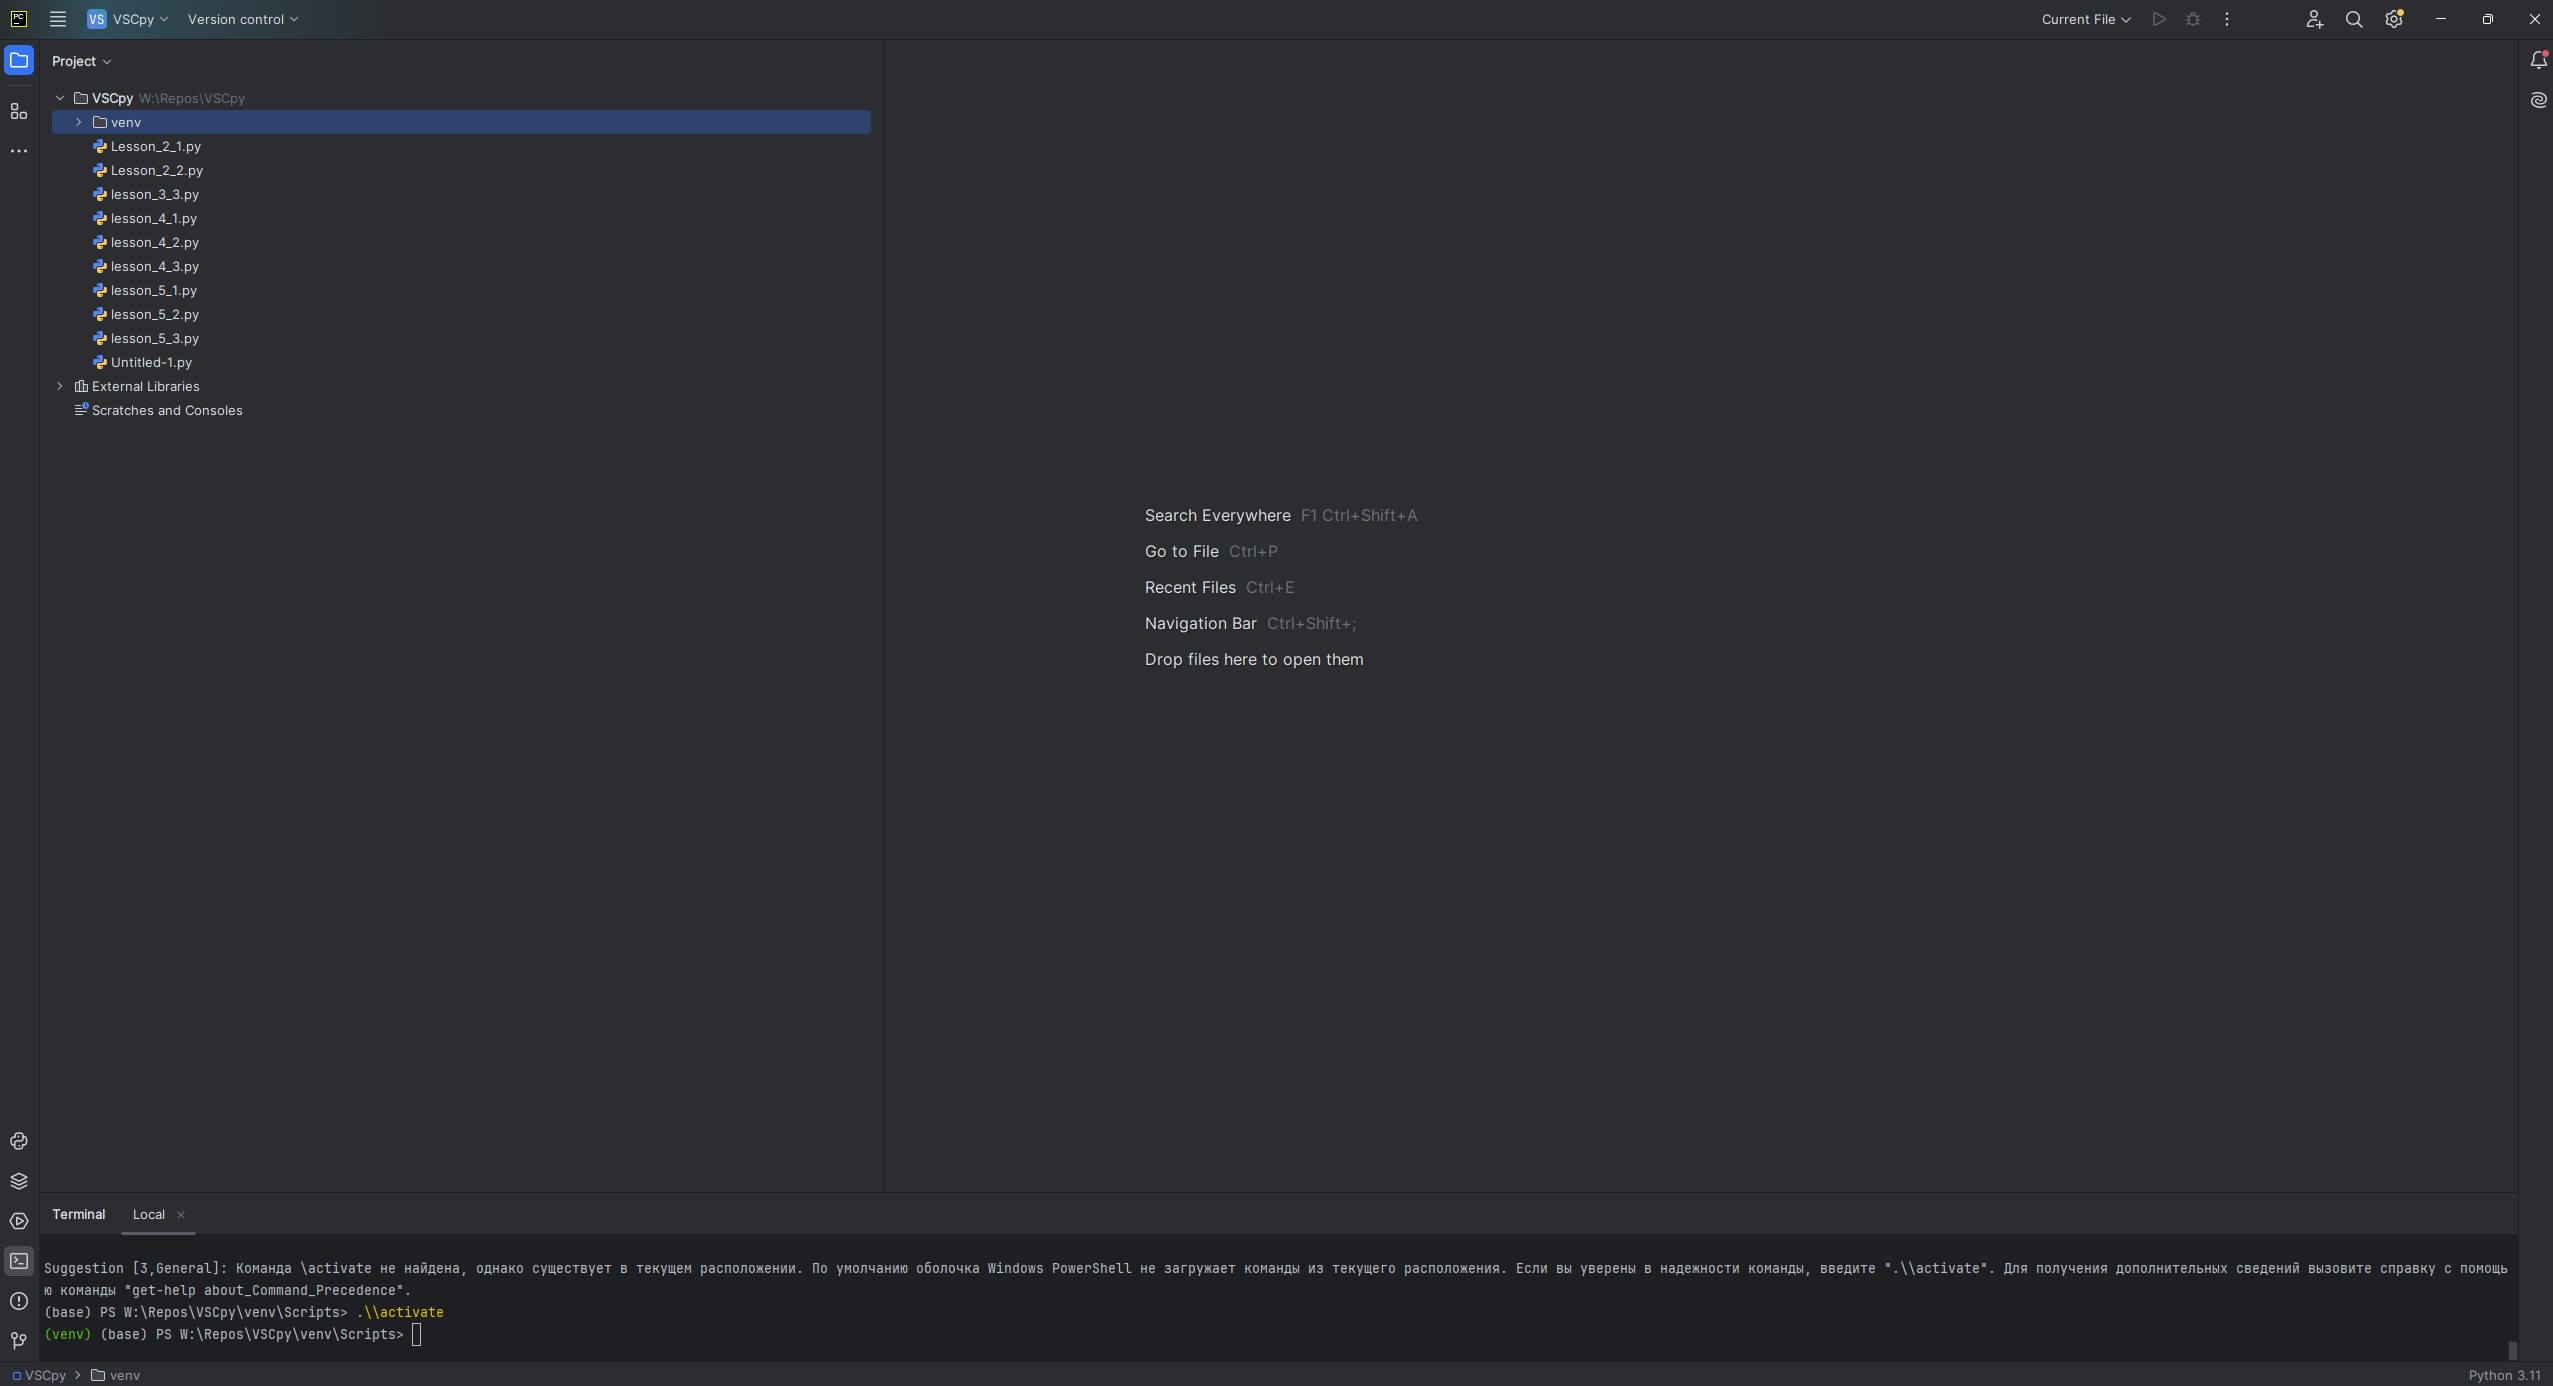 PC
VS VSCpy Version control Current File
Project
VSCpy W:\Repos\VSCpy
venv
Lesson_2_1.py
Lesson_2_2.py
lesson_3_3.py
lesson_4_1.py
lesson_4_2.py
lesson_4_3.py
lesson_5_1.py
lesson_5_2.py
lesson_5_3.py
Untitled-1.py
External Libraries
Scratches and Consoles
Search Everywhere F1 Ctrl+Shift+A
Go to File Ctrl+P
Recent Files Ctrl+E
Navigation Bar Ctrl+Shift+;
Drop files here to open them
Terminal Local
Suggestion [3,General]: Команда \activate не найдена, однако существует в текущем расположении. По умолчанию оболочка Windows PowerShell не загружает команды из текущего расположения. Если вы уверены в надежности команды, введите ".\\activate". Для получения дополнительных сведений вызовите справку с помощь
ю команды "get-help about_Command_Precedence".
(base) PS W:\Repos\VSCpy\venv\Scripts> .\\activate
(venv) (base) PS W:\Repos\VSCpy\venv\Scripts>
VSCpy > venv Python 3.11